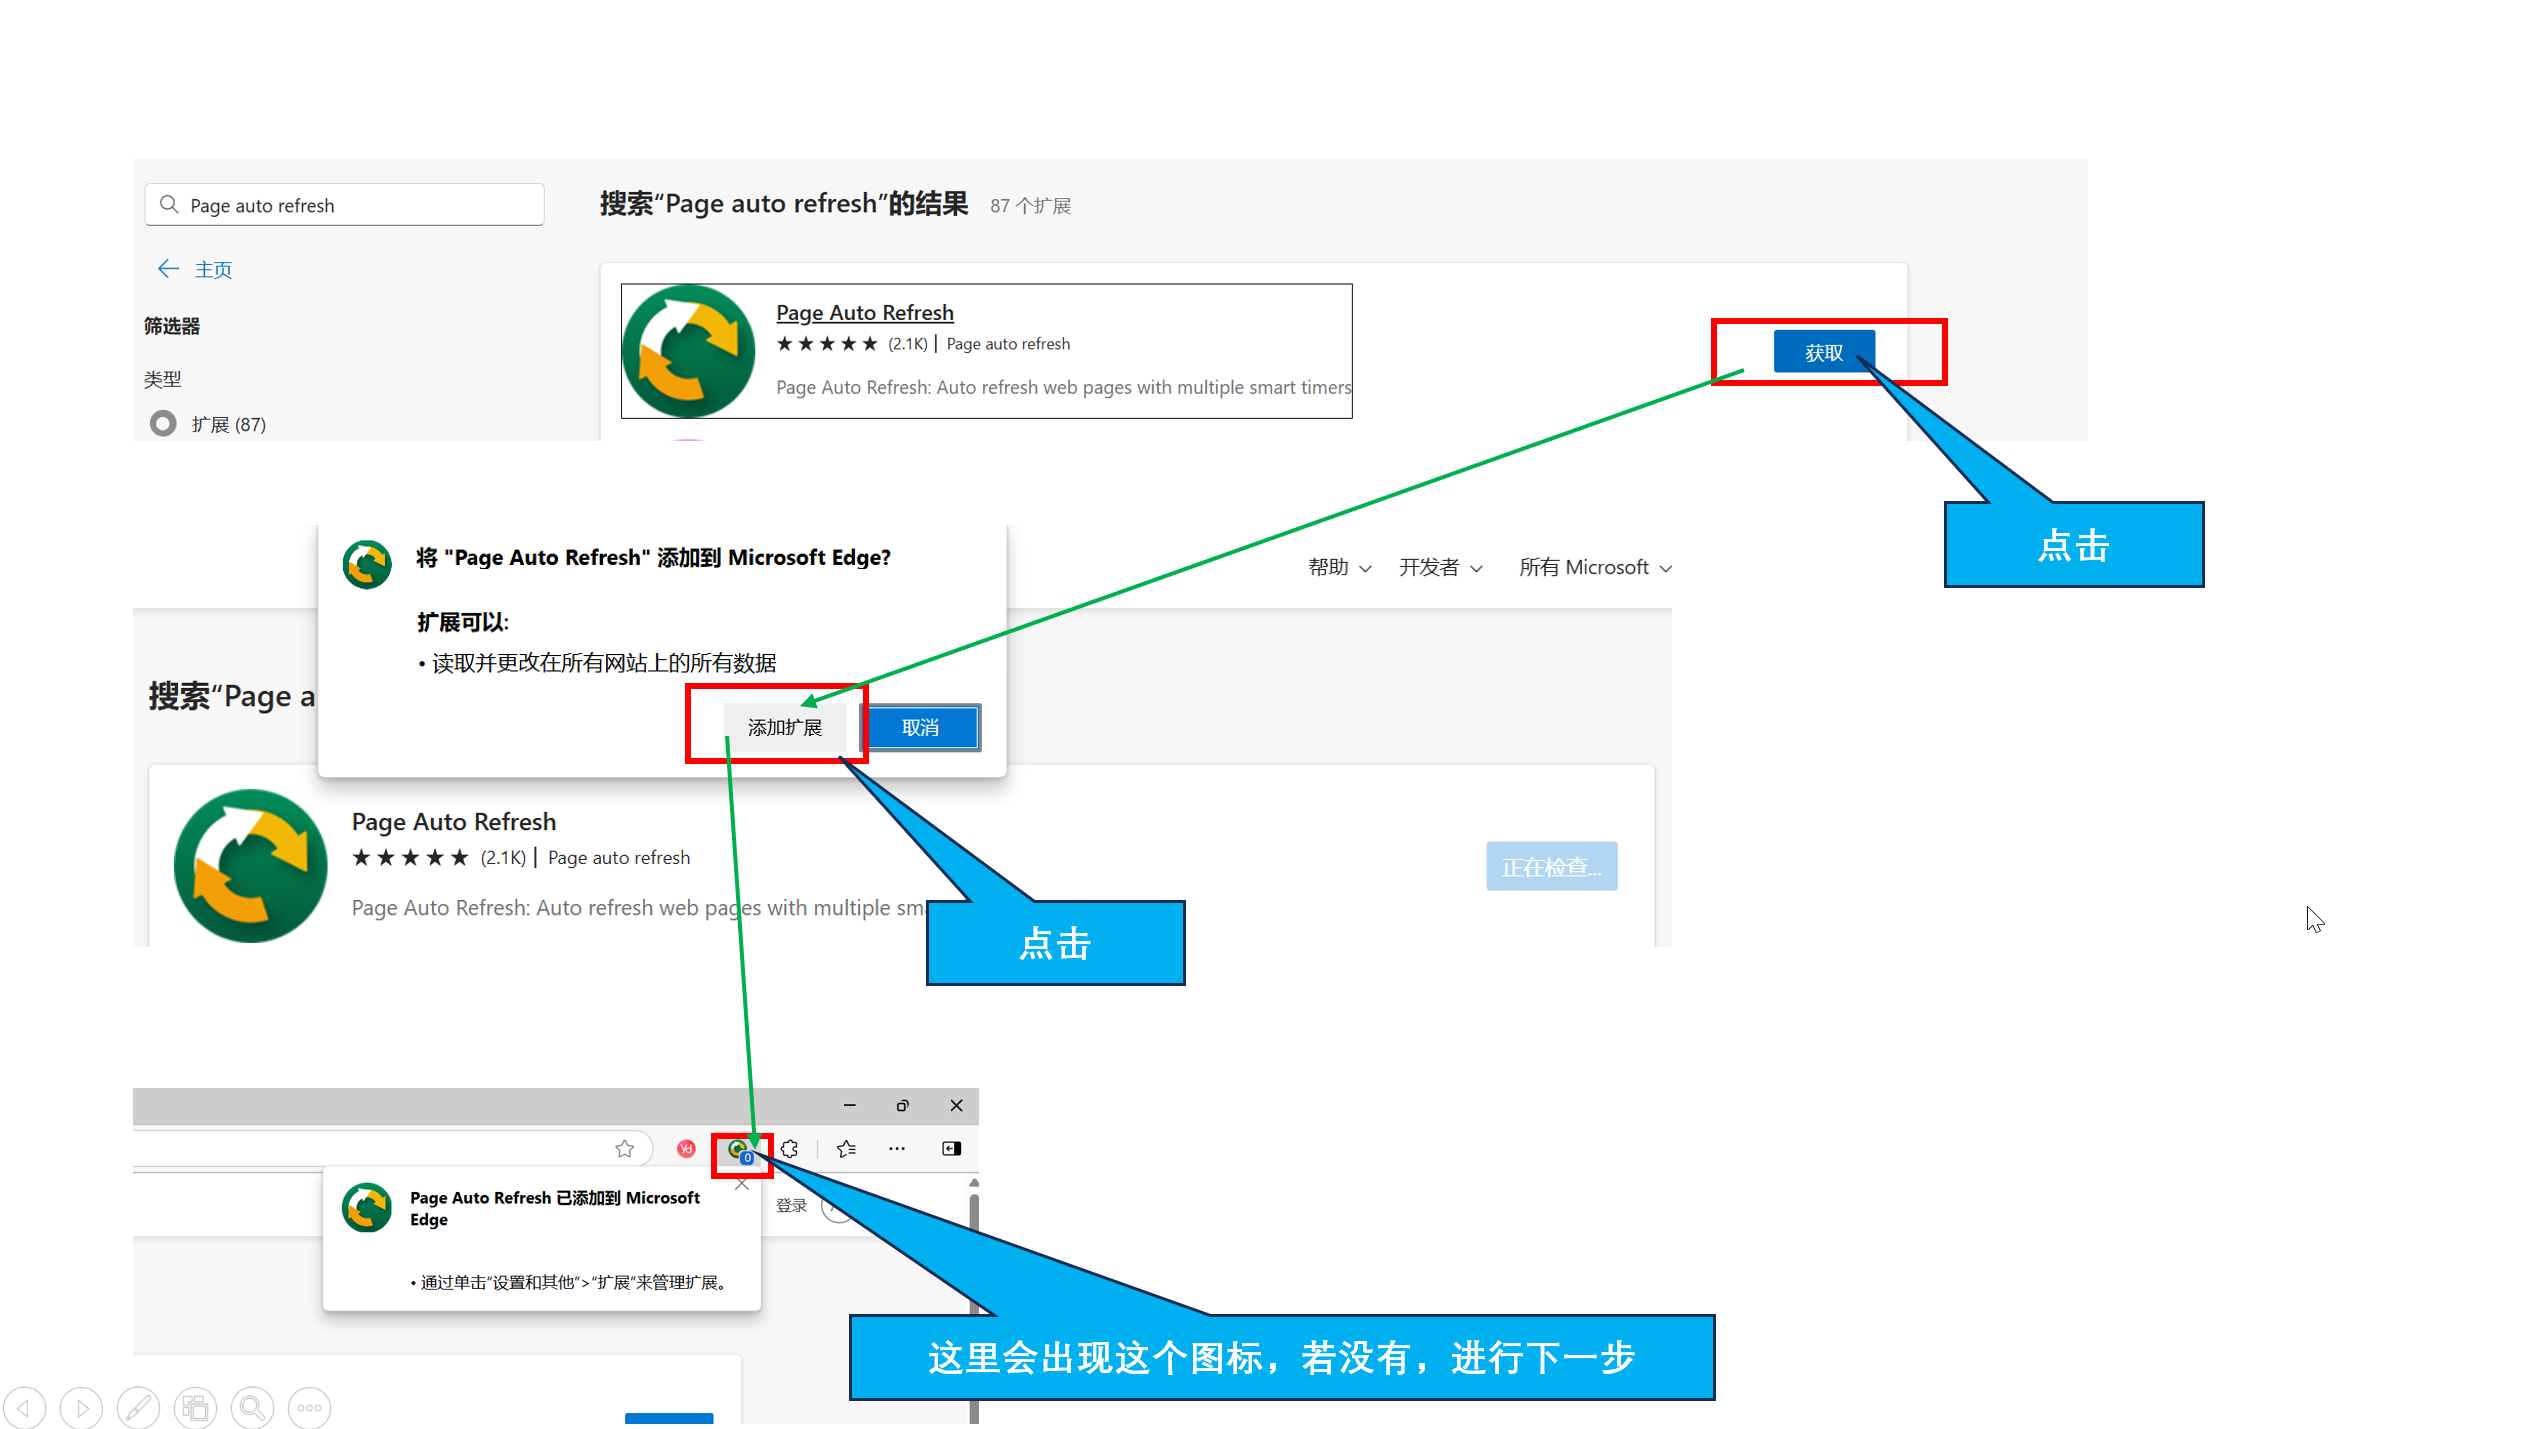 Page auto refresh
搜索“Page auto refresh”的结果 87 个扩展
主页
筛选器
类型
扩展 (87)
Page Auto Refresh
★★★★★ (2.1K) | Page auto refresh
Page Auto Refresh: Auto refresh web pages with multiple smart timers
获取
点击
将 "Page Auto Refresh" 添加到 Microsoft Edge?
扩展可以:
• 读取并更改在所有网站上的所有数据
添加扩展 取消
帮助 开发者 所有 Microsoft
搜索“Page a
Page Auto Refresh
★★★★★ (2.1K) | Page auto refresh
Page Auto Refresh: Auto refresh web pages with multiple sm
正在检查...
点击
yd
0
Page Auto Refresh 已添加到 Microsoft
Edge
• 通过单击“设置和其他”>“扩展”来管理扩展。
登录
这里会出现这个图标，若没有，进行下一步